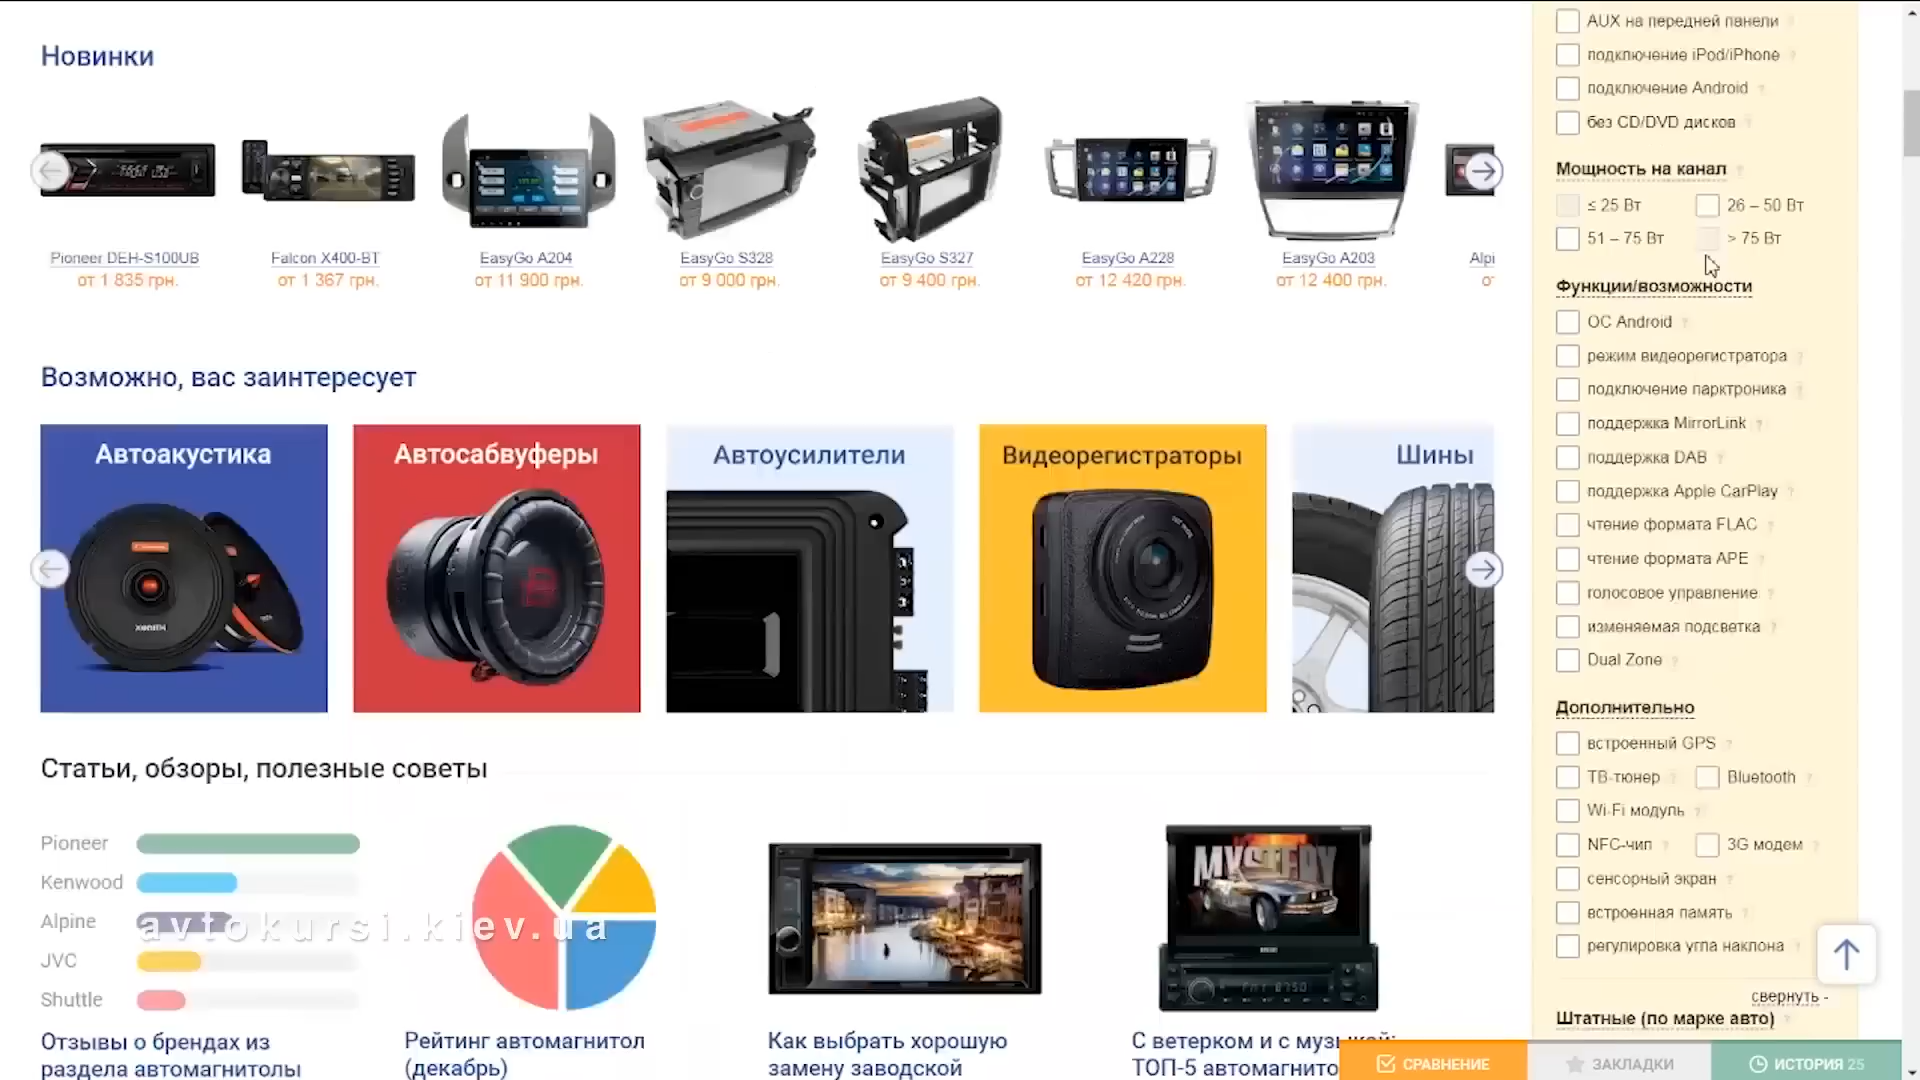 Новинки
Pioneer DEH-S100UB
от 1 835 грн.
Falcon X400-BT
от 1 367 грн.
EasyGo A204
от 11 900 грн.
EasyGo S328
от 9 000 грн.
EasyGo S327
от 9 400 грн.
EasyGo A228
от 12 420 грн.
EasyGo A203
от 12 400 грн.
Alpi
от
Возможно, вас заинтересует
Автоакустика
Автосабвуферы
Автоусилители
Видеорегистраторы
Шины
Статьи, обзоры, полезные советы
Pioneer
Kenwood
Alpine
JVC
Shuttle
avtokursi.kiev.ua
MYSTERY
Отзывы о брендах из
раздела автомагнитолы
Рейтинг автомагнитол
(декабрь)
Как выбрать хорошую
замену заводской
С ветерком и с музыкой:
ТОП-5 автомагнито
AUX на передней панели
подключение iPod/iPhone
подключение Android
без CD/DVD дисков
Мощность на канал
≤ 25 Вт
26 – 50 Вт
51 – 75 Вт
> 75 Вт
Функции/возможности
ОС Android
режим видеорегистратора
подключение парктроника
поддержка MirrorLink
поддержка DAB
поддержка Apple CarPlay
чтение формата FLAC
чтение формата APE
голосовое управление
изменяемая подсветка
Dual Zone
Дополнительно
встроенный GPS
ТВ-тюнер
Bluetooth
Wi-Fi модуль
NFC-чип
3G модем
сенсорный экран
встроенная память
регулировка угла наклона
свернуть -
Штатные (по марке авто)
СРАВНЕНИЕ
ЗАКЛАДКИ
ИСТОРИЯ 25